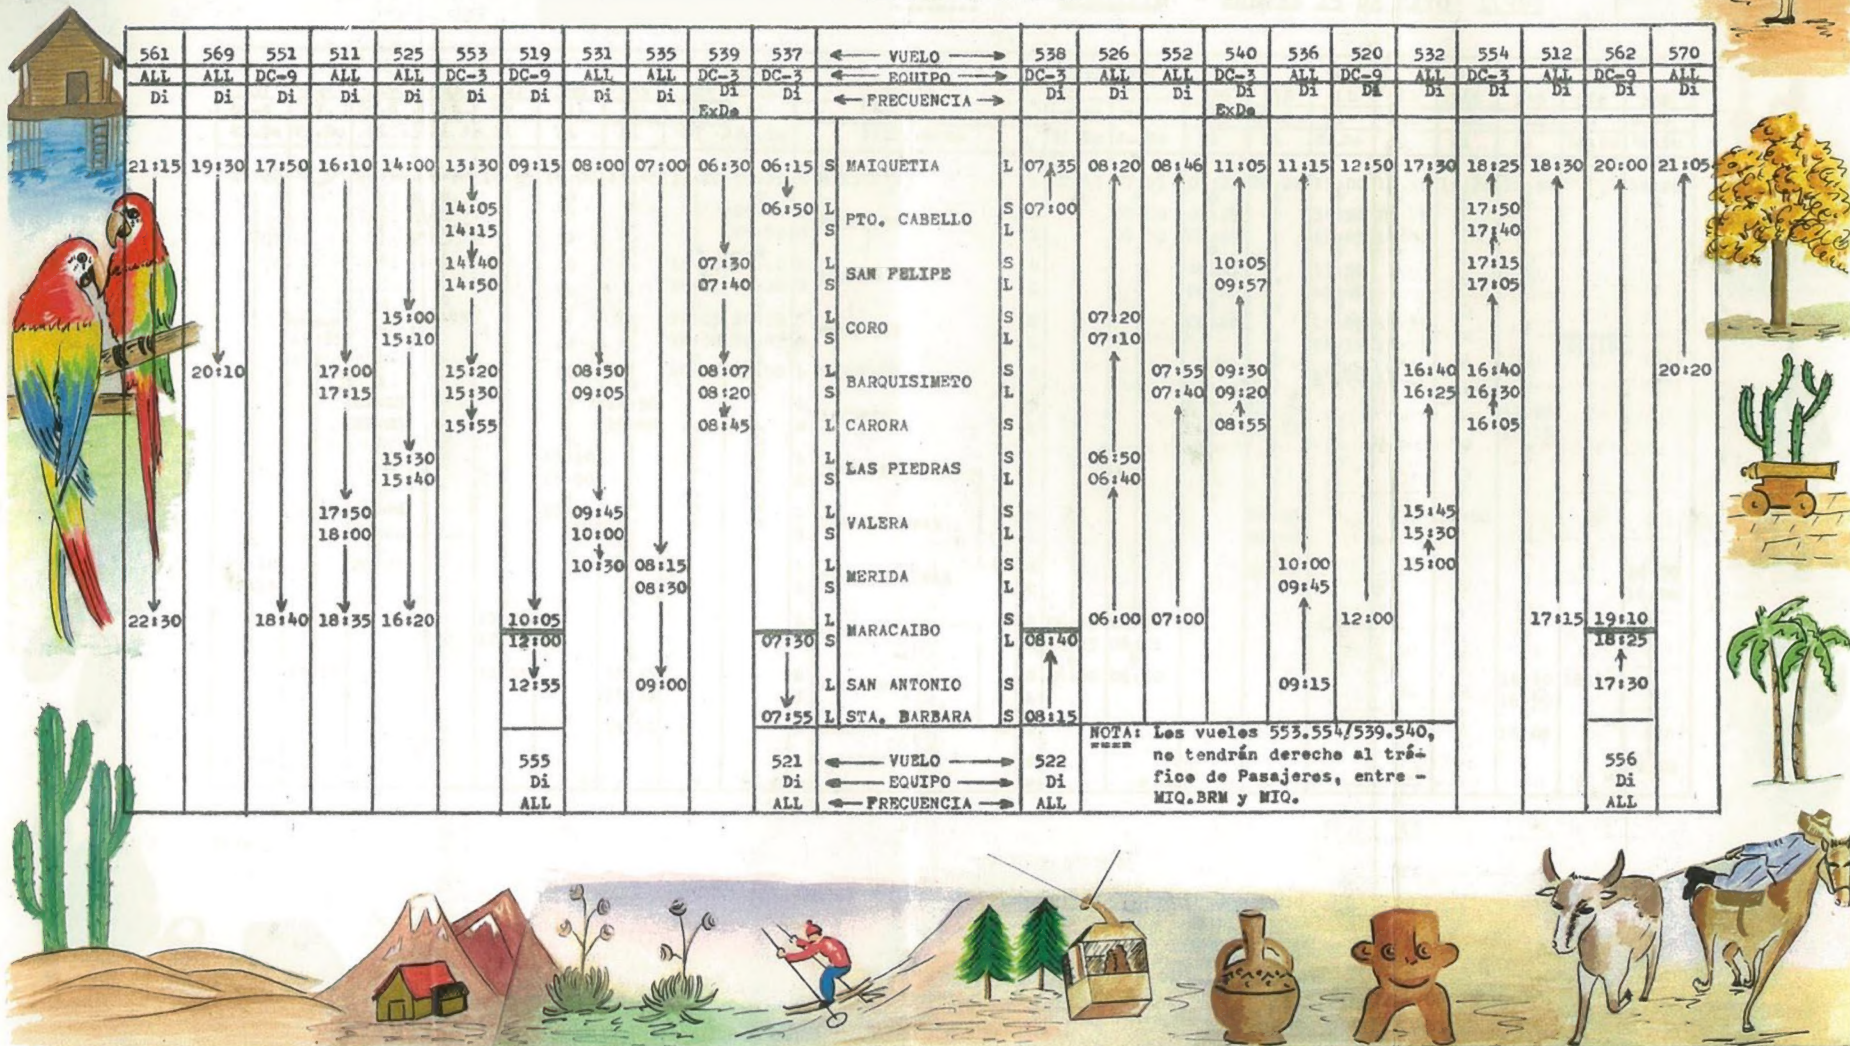 561 569 551 511 525 553 519 531 535 539 537 ← VUELO → 538 526 552 540 536 520 532 554 512 562 570
ALL ALL DC-9 ALL ALL DC-3 DC-9 ALL ALL DC-3 DC-3 ← EQUIPO → DC-3 ALL ALL DC-3 ALL DC-9 ALL DC-3 ALL DC-9 ALL
Di Di Di Di Di Di Di Di Di Di Di ← FRECUENCIA → Di Di Di Di Di Di Di Di Di Di Di
ExDo ExDo
21:15 19:30 17:50 16:10 14:00 13:30 09:15 08:00 07:00 06:30 06:15 S MAIQUETIA L 07:35 08:20 08:46 11:05 11:15 12:50 17:30 18:25 18:30 20:00 21:05
14:05 06:50 L PTO. CABELLO S 07:00 17:50
14:15 S L 17:40
14:40 07:30 L SAN FELIPE S 10:05 17:15
14:50 07:40 S L 09:57 17:05
15:00 L CORO S 07:20
15:10 S L 07:10
20:10 17:00 15:20 08:50 08:07 L BARQUISIMETO S 07:55 09:30 16:40 16:40 20:20
17:15 15:30 09:05 08:20 S L 07:40 09:20 16:25 16:30
15:55 08:45 L CARORA S 08:55 16:05
15:30 L LAS PIEDRAS S 06:50
15:40 S L 06:40
17:50 09:45 L VALERA S 15:45
18:00 10:00 S L 15:30
10:30 08:15 L MERIDA S 10:00 15:00
08:30 S L 09:45
22:30 18:40 18:35 16:20 10:05 L MARACAIBO S 06:00 07:00 12:00 17:15 19:10
12:00 07:30 S L 08:40 18:25
12:55 09:00 L SAN ANTONIO S 09:15 17:30
07:55 L STA. BARBARA S 08:15
NOTA: Los vuelos 553.554/539.540,
no tendrán derecho al trá-
fico de Pasajeros, entre -
MIQ.BRM y MIQ.
555 521 ← VUELO → 522 556
Di Di ← EQUIPO → Di Di
ALL ALL ← FRECUENCIA → ALL ALL